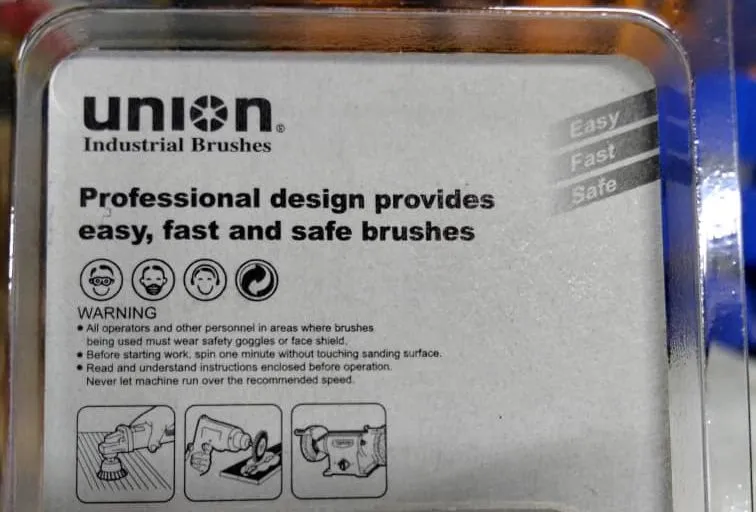 union®
Industrial Brushes
Easy
Fast
Safe
Professional design provides
easy, fast and safe brushes
WARNING
• All operators and other personnel in areas where brushes
being used must wear safety goggles or face shield.
• Before starting work, spin one minute without touching sanding surface.
• Read and understand instructions enclosed before operation.
Never let machine run over the recommended speed.